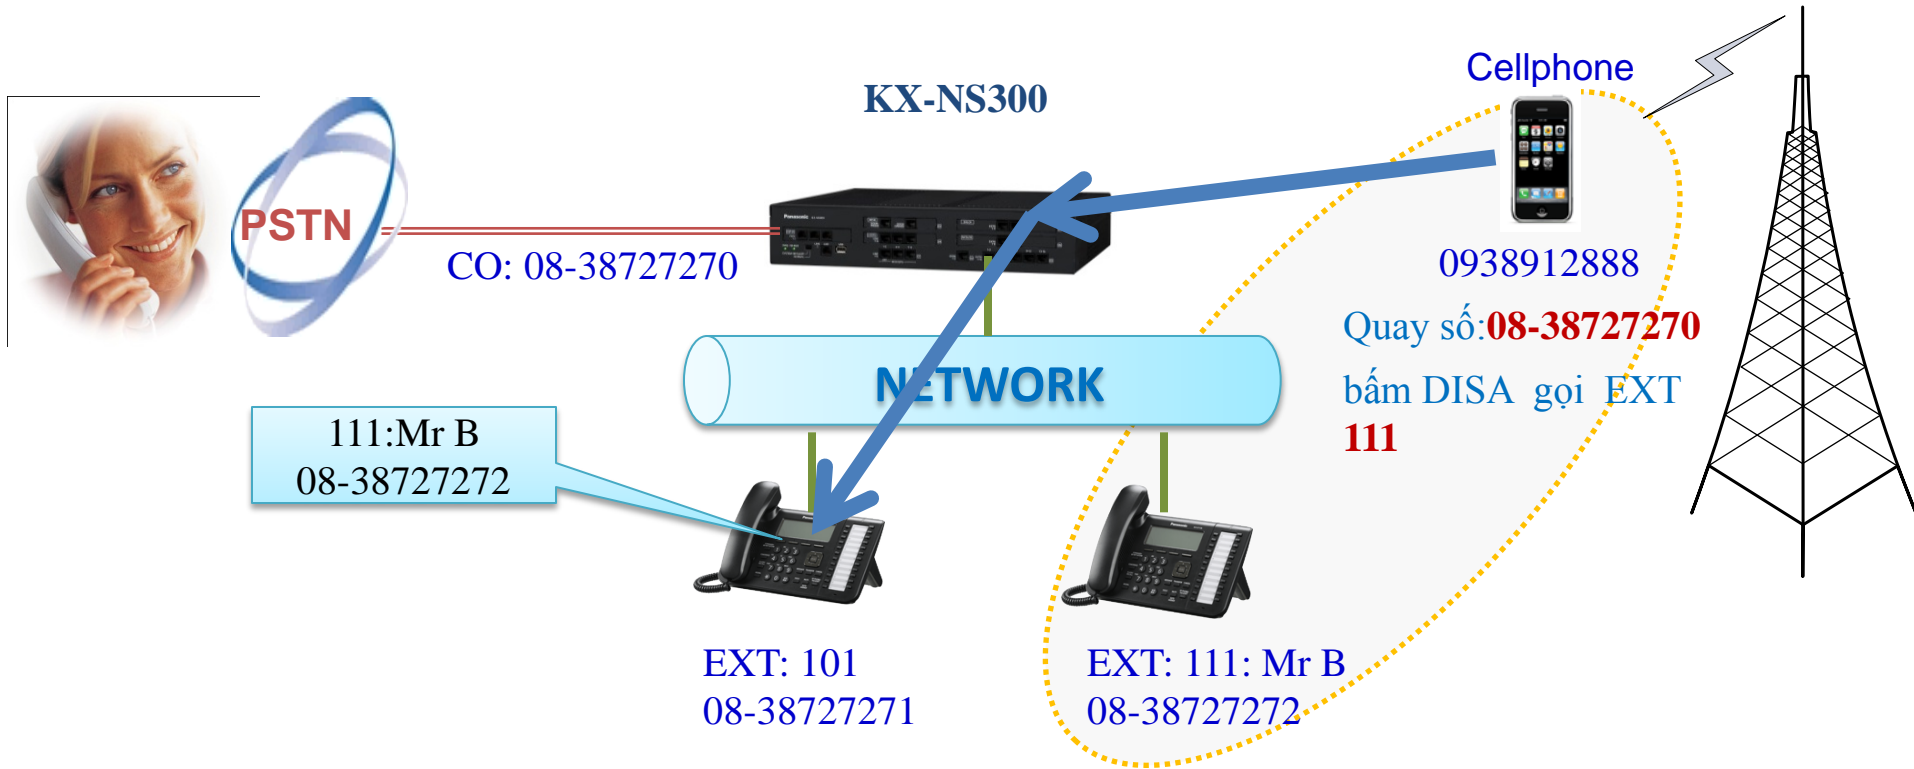 Cellphone
KX-NS300
PSTN
CO: 08-38727270
Panasonic
0938912888
Quay số:08-38727270
bấm DISA gọi EXT
111
NETWORK
111:Mr B
08-38727272
EXT: 101
08-38727271
EXT: 111: Mr B
08-38727272